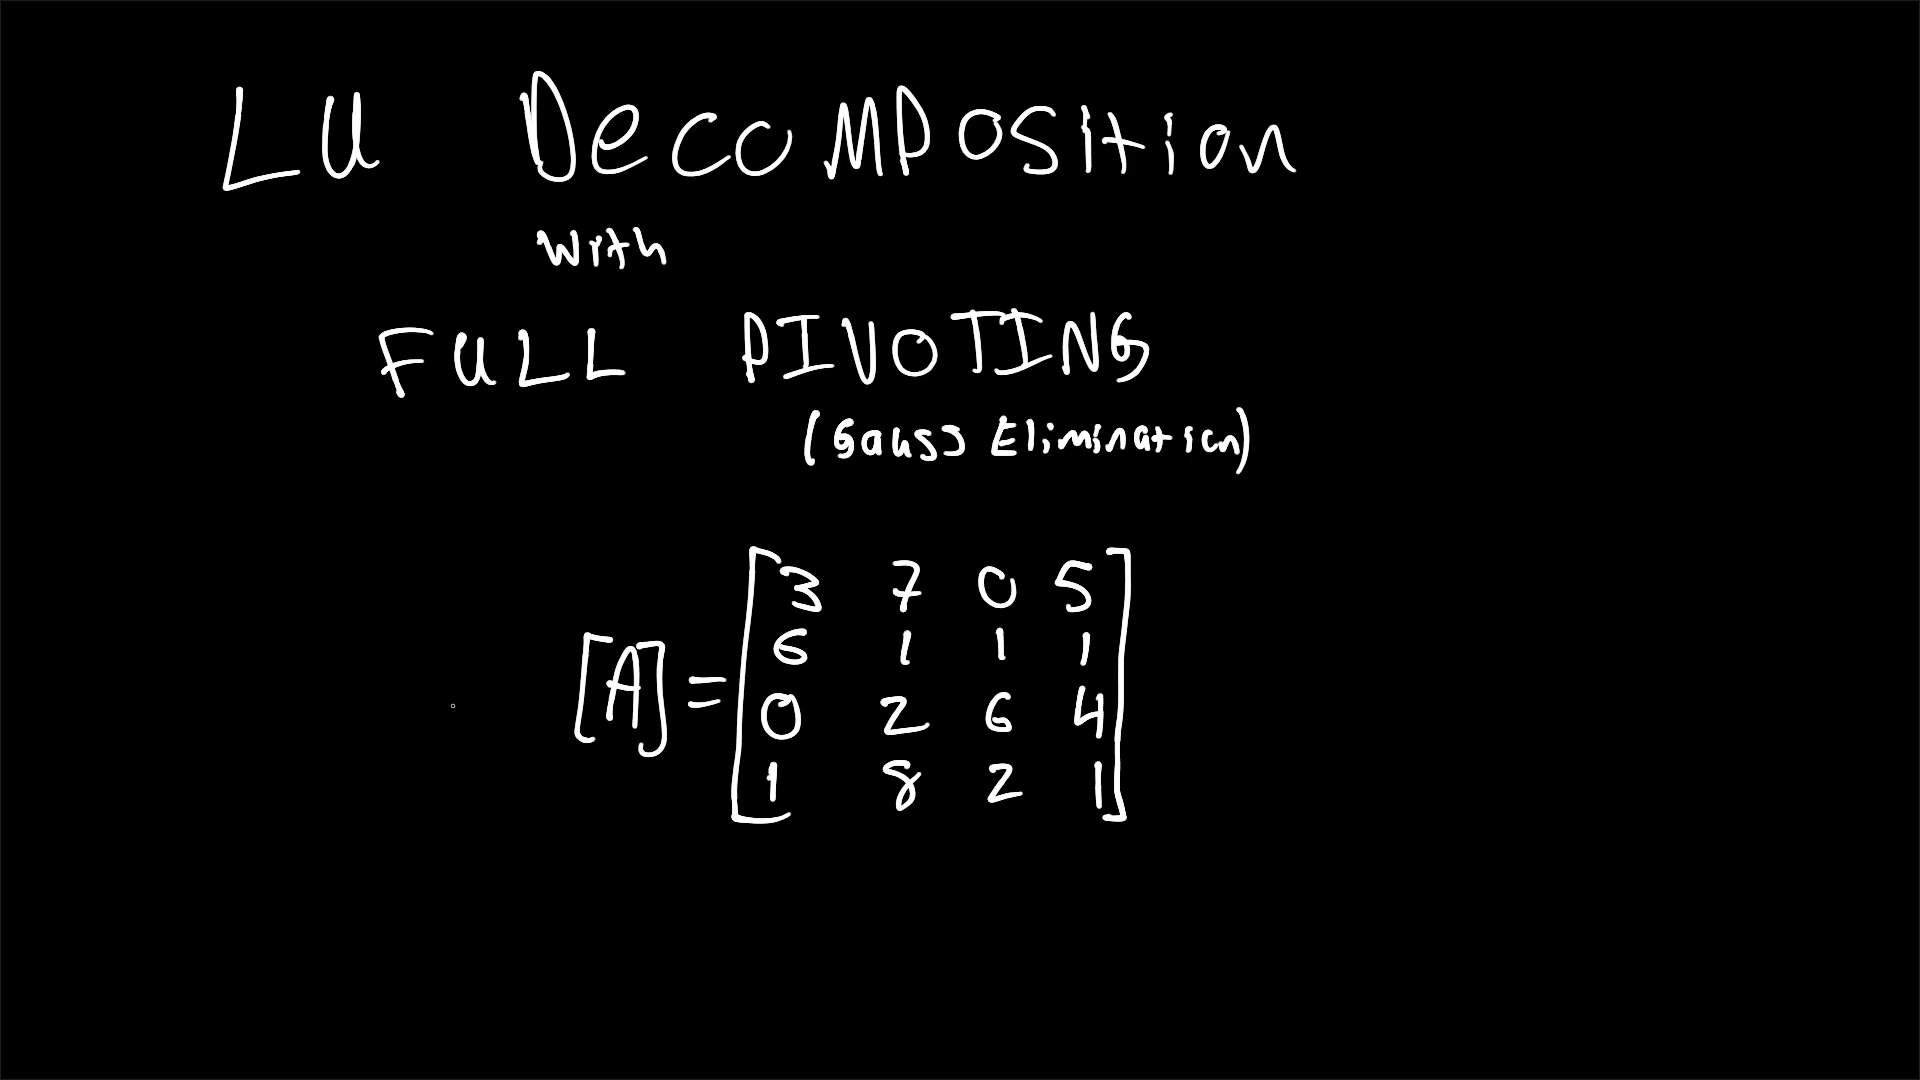 LU Decomposition
with
FULL PIVOTING
(Gauss Elimination)
[A]=[3 7 0 5
6 1 1 1
0 2 6 4
1 8 2 1]